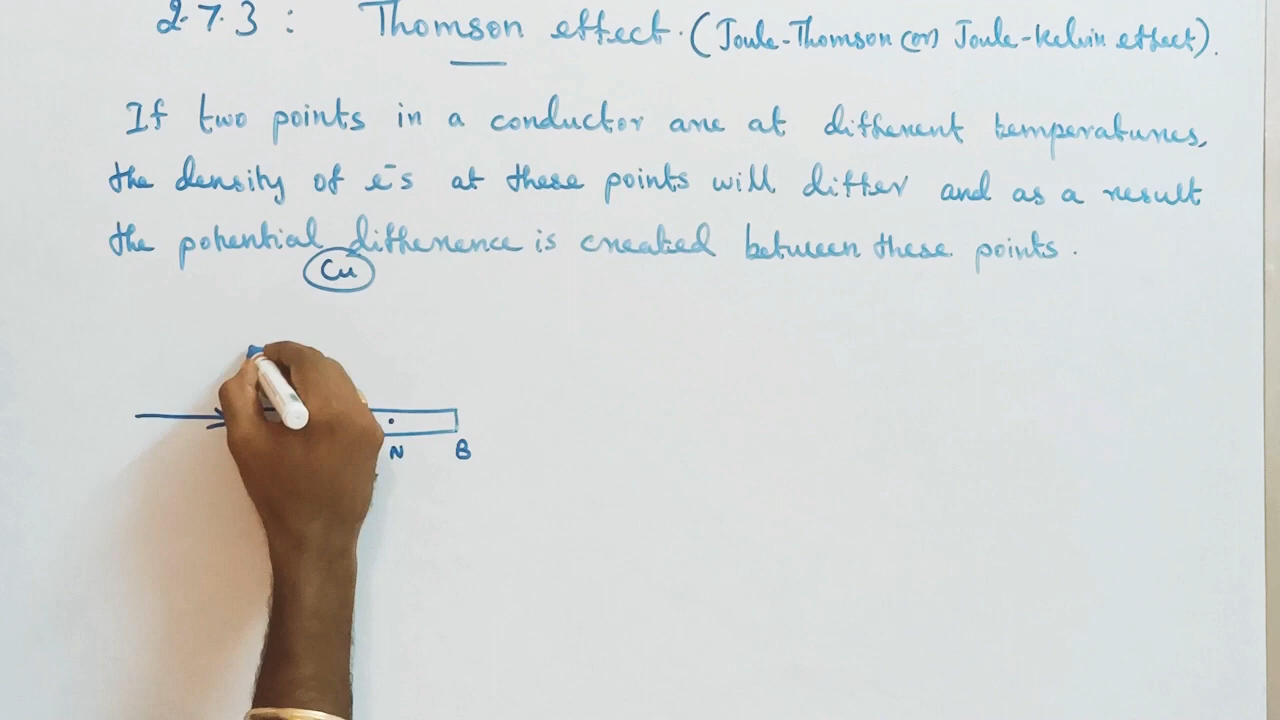 2.7.3 : Thomson effect. (Joule-Thomson (or) Joule-Kelvin effect).
If two points in a conductor are at different temperatures,
the density of e⁻s at these points will differ and as a result
the potential difference is created between these points.
Cu
N B